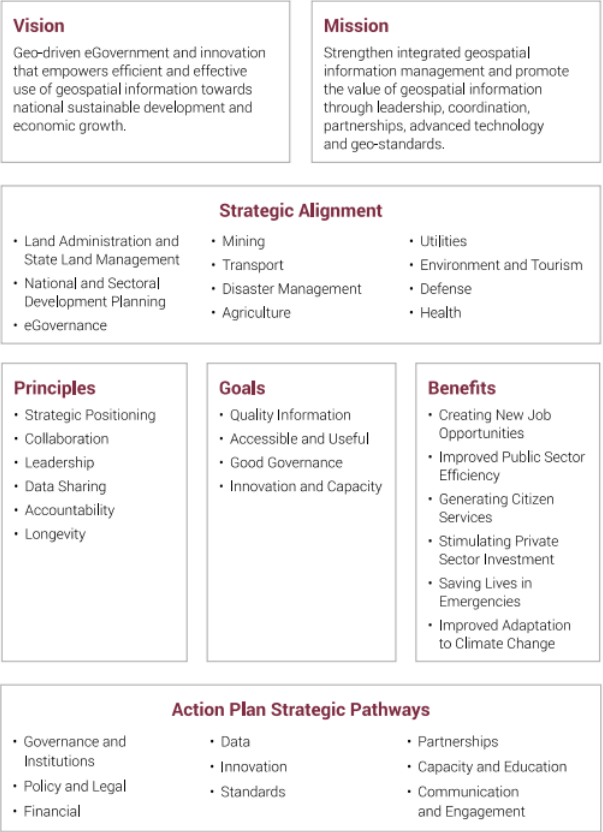 Vision
Geo-driven eGovernment and innovation
that empowers efficient and effective
use of geospatial information towards
national sustainable development and
economic growth.
Mission
Strengthen integrated geospatial
information management and promote
the value of geospatial information
through leadership, coordination,
partnerships, advanced technology
and geo-standards.
Strategic Alignment
• Land Administration and
State Land Management
• National and Sectoral
Development Planning
• eGovernance
• Mining
• Transport
• Disaster Management
• Agriculture
• Utilities
• Environment and Tourism
• Defense
• Health
Principles
• Strategic Positioning
• Collaboration
• Leadership
• Data Sharing
• Accountability
• Longevity
Goals
• Quality Information
• Accessible and Useful
• Good Governance
• Innovation and Capacity
Benefits
• Creating New Job
Opportunities
• Improved Public Sector
Efficiency
• Generating Citizen
Services
• Stimulating Private
Sector Investment
• Saving Lives in
Emergencies
• Improved Adaptation
to Climate Change
Action Plan Strategic Pathways
• Governance and
Institutions
• Policy and Legal
• Financial
• Data
• Innovation
• Standards
• Partnerships
• Capacity and Education
• Communication
and Engagement